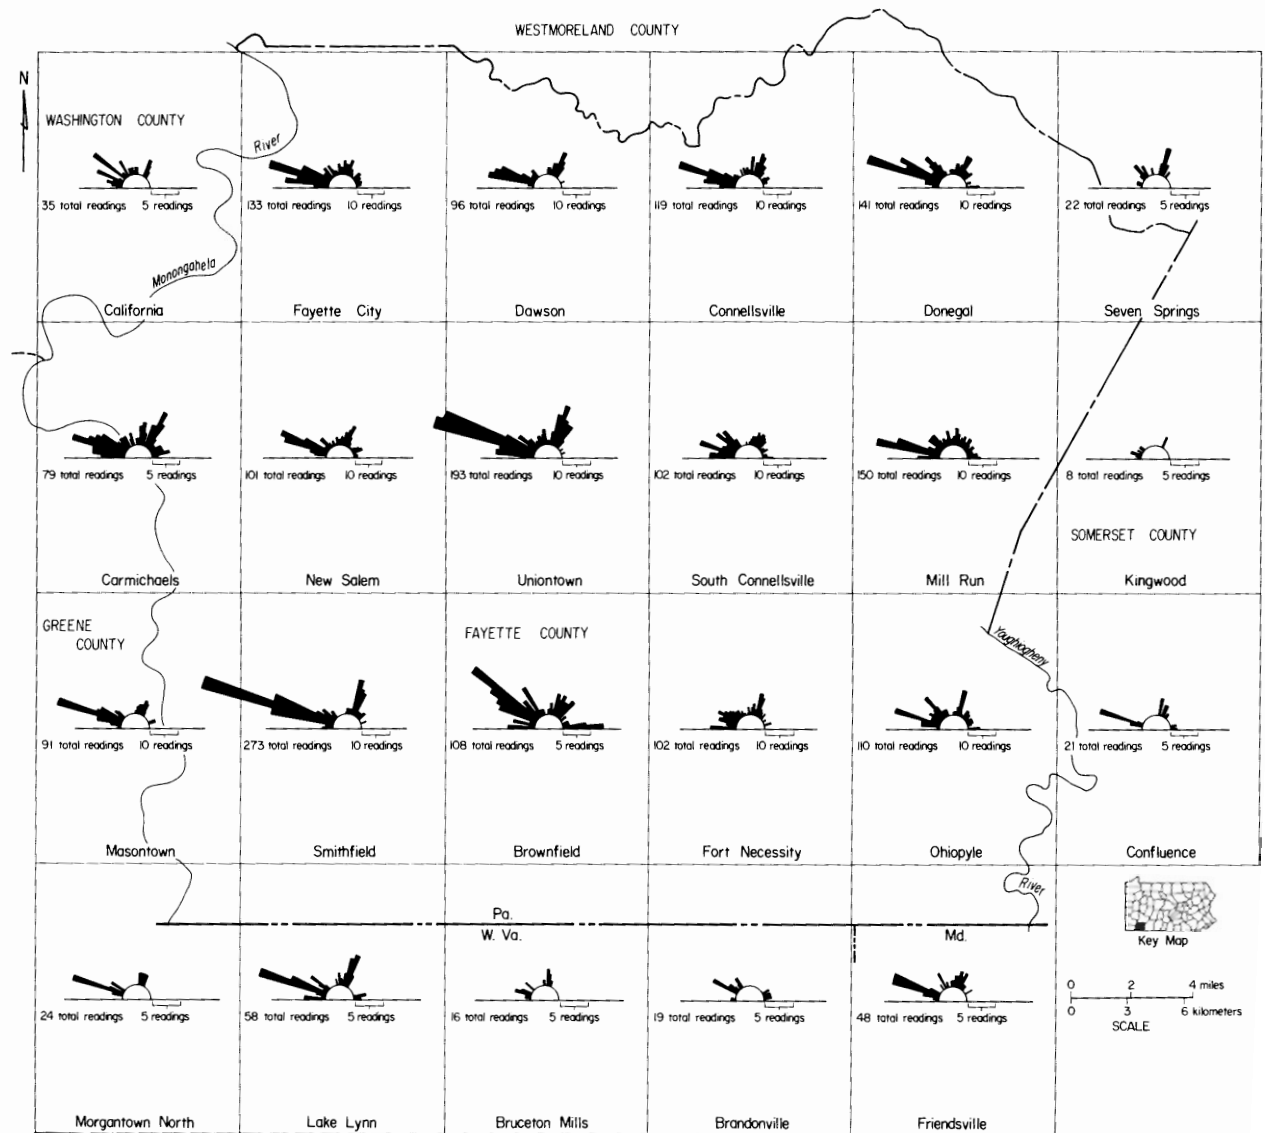 WESTMORELAND COUNTY
N
WASHINGTON COUNTY
River
35 total readings 5 readings
133 total readings 10 readings
96 total readings 10 readings
119 total readings 10 readings
141 total readings 10 readings
22 total readings 5 readings
Monongahela
California
Fayette City
Dawson
Connellsville
Donegal
Seven Springs
79 total readings 5 readings
101 total readings 10 readings
193 total readings 10 readings
102 total readings 10 readings
150 total readings 10 readings
8 total readings 5 readings
SOMERSET COUNTY
Carmichaels
New Salem
Uniontown
South Connellsville
Mill Run
Kingwood
GREENE
COUNTY
FAYETTE COUNTY
Youghiogheny
91 total readings 10 readings
273 total readings 10 readings
108 total readings 5 readings
102 total readings 10 readings
110 total readings 10 readings
21 total readings 5 readings
Masontown
Smithfield
Brownfield
Fort Necessity
Ohiopyle
Confluence
River
Pa.
W. Va.
Md.
Key Map
24 total readings 5 readings
58 total readings 5 readings
16 total readings 5 readings
19 total readings 5 readings
48 total readings 5 readings
0 2 4 miles
0 3 6 kilometers
SCALE
Morgantown North
Lake Lynn
Bruceton Mills
Brandonville
Friendsville